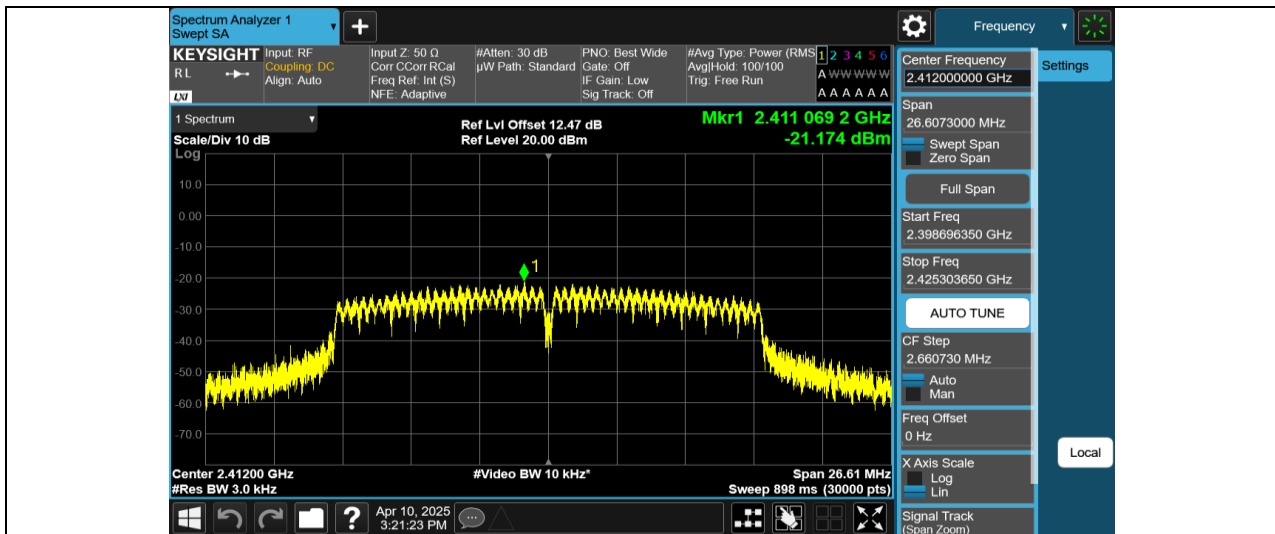 Spectrum Analyzer 1
Swept SA
Frequency
KEYSIGHT
R L
LXI
Input: RF
Coupling: DC
Align: Auto
Input Z: 50 Ω
Corr CCorr RCal
Freq Ref: Int (S)
NFE: Adaptive
#Atten: 30 dB
µW Path: Standard
PNO: Best Wide
Gate: Off
IF Gain: Low
Sig Track: Off
#Avg Type: Power (RMS
Avg|Hold: 100/100
Trig: Free Run
1 2 3 4 5 6
A W W W W W
A A A A A A
1 Spectrum
Scale/Div 10 dB
Log
Ref Lvl Offset 12.47 dB
Ref Level 20.00 dBm
Mkr1 2.411 069 2 GHz
-21.174 dBm
10.0
0.00
-10.0
-20.0
-30.0
-40.0
-50.0
-60.0
-70.0
1
Center 2.41200 GHz
#Res BW 3.0 kHz
#Video BW 10 kHz*
Span 26.61 MHz
Sweep 898 ms (30000 pts)
Center Frequency
2.412000000 GHz
Span
26.6073000 MHz
Swept Span
Zero Span
Full Span
Start Freq
2.398696350 GHz
Stop Freq
2.425303650 GHz
AUTO TUNE
CF Step
2.660730 MHz
Auto
Man
Freq Offset
0 Hz
X Axis Scale
Log
Lin
Signal Track
(Span Zoom)
Settings
Local
?
Apr 10, 2025
3:21:23 PM